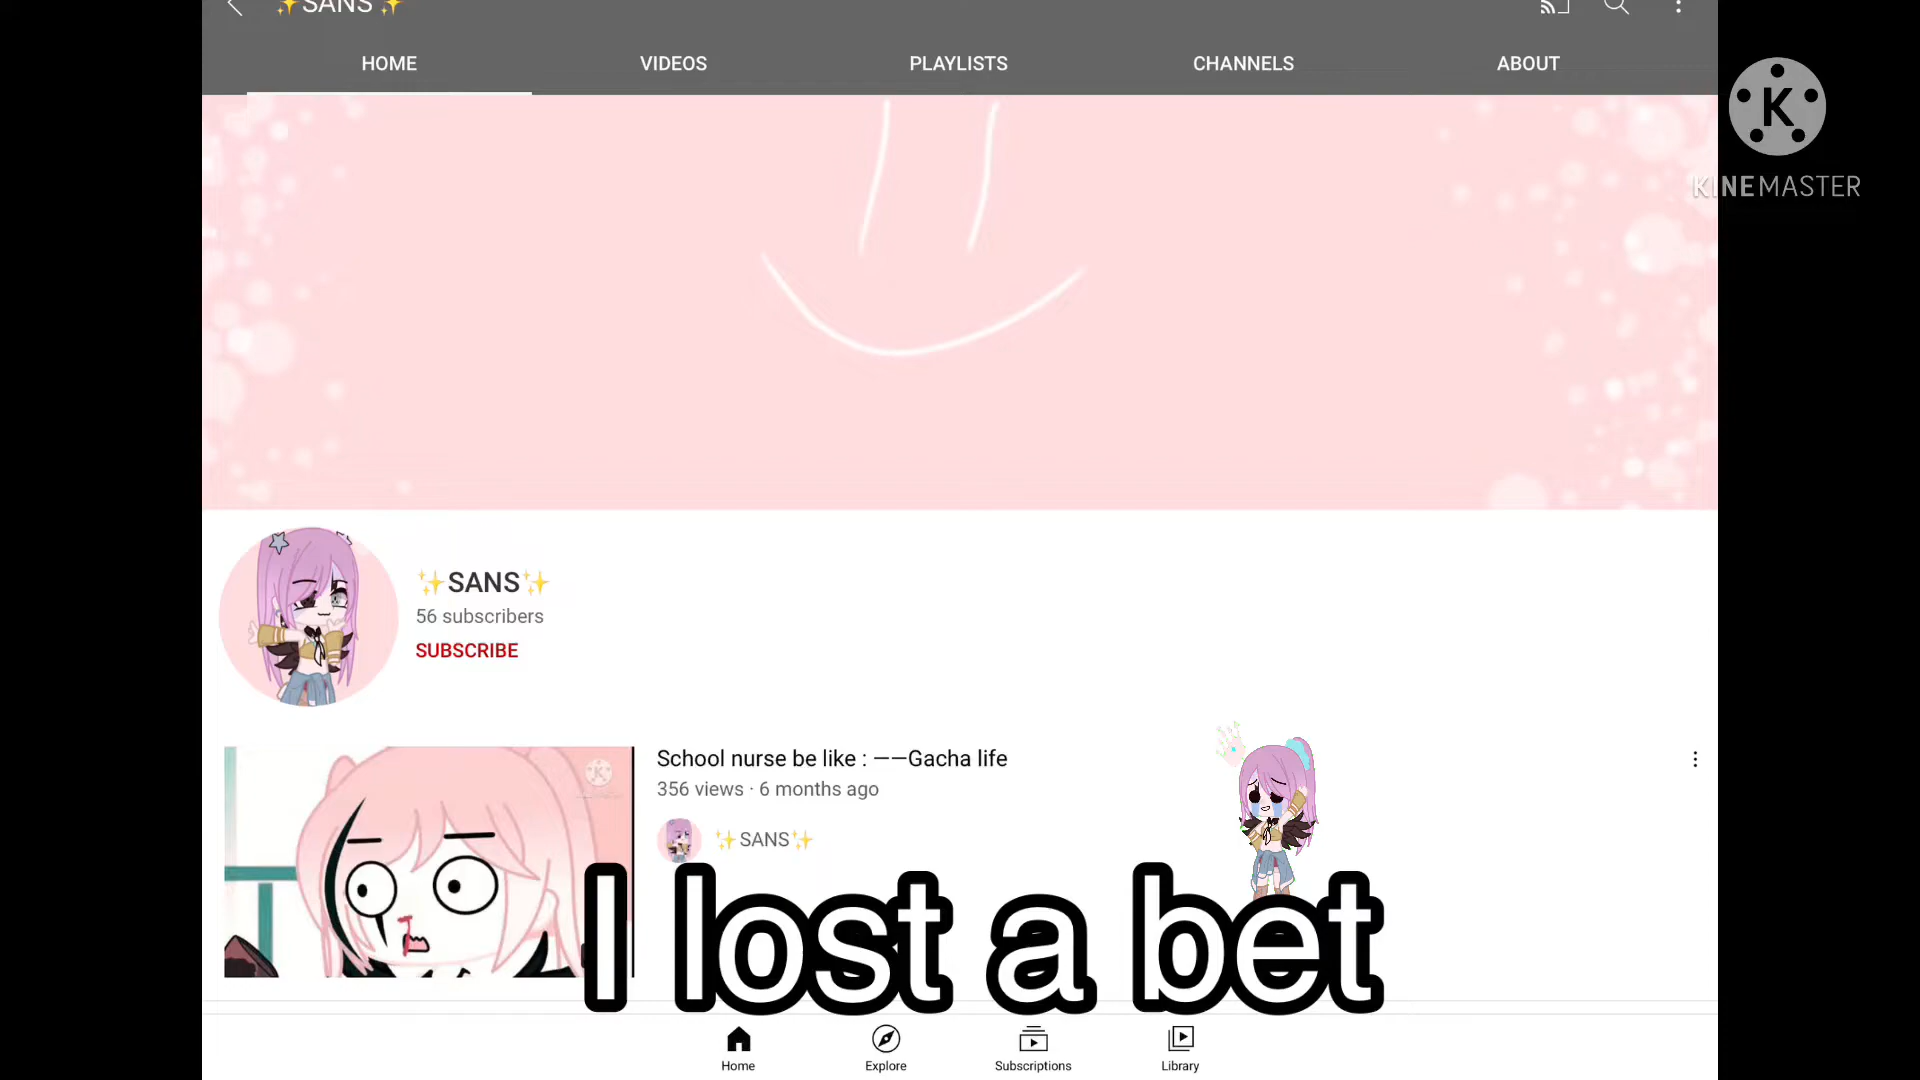 ✨SANS✨
HOME VIDEOS PLAYLISTS CHANNELS ABOUT
K
KINEMASTER
✨SANS✨
56 subscribers
SUBSCRIBE
School nurse be like : ——Gacha life
356 views · 6 months ago
✨SANS✨
I lost a bet
Home Explore Subscriptions Library